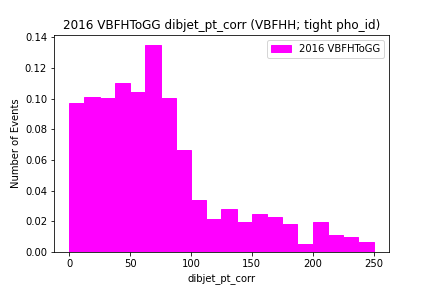 2016 VBFHToGG dibjet_pt_corr (VBFHH; tight pho_id)
2016 VBFHToGG
Number of Events
0.14
0.12
0.10
0.08
0.06
0.04
0.02
0.00
0 50 100 150 200 250
dibjet_pt_corr